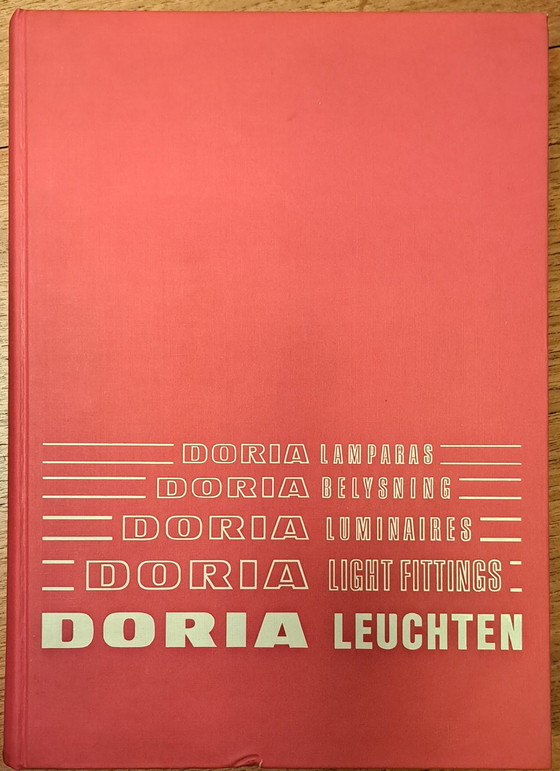 DORIA LAMPARAS
DORIA BELYSNING
DORIA LUMINAIRES
DORIA LIGHT FITTINGS
DORIA LEUCHTEN